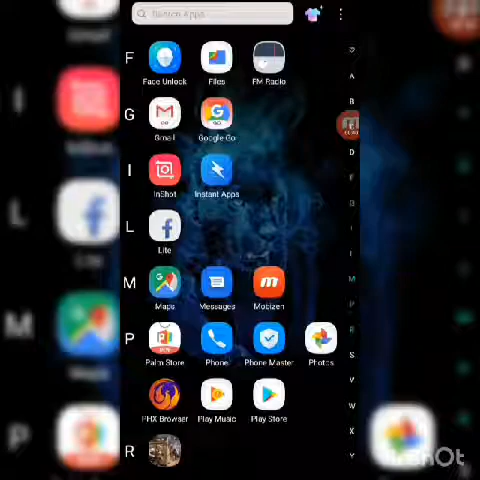 Search Apps
F
Face Unlock Files FM Radio
G
Gmail Google Go
I
InShot Instant Apps
L
Lite
M
Maps Messages Mobizen
P
Palm Store Phone Phone Master Photos
PHX Browser Play Music Play Store
R
A
B
D
F
G
I
L
M
P
R
S
V
W
X
Y